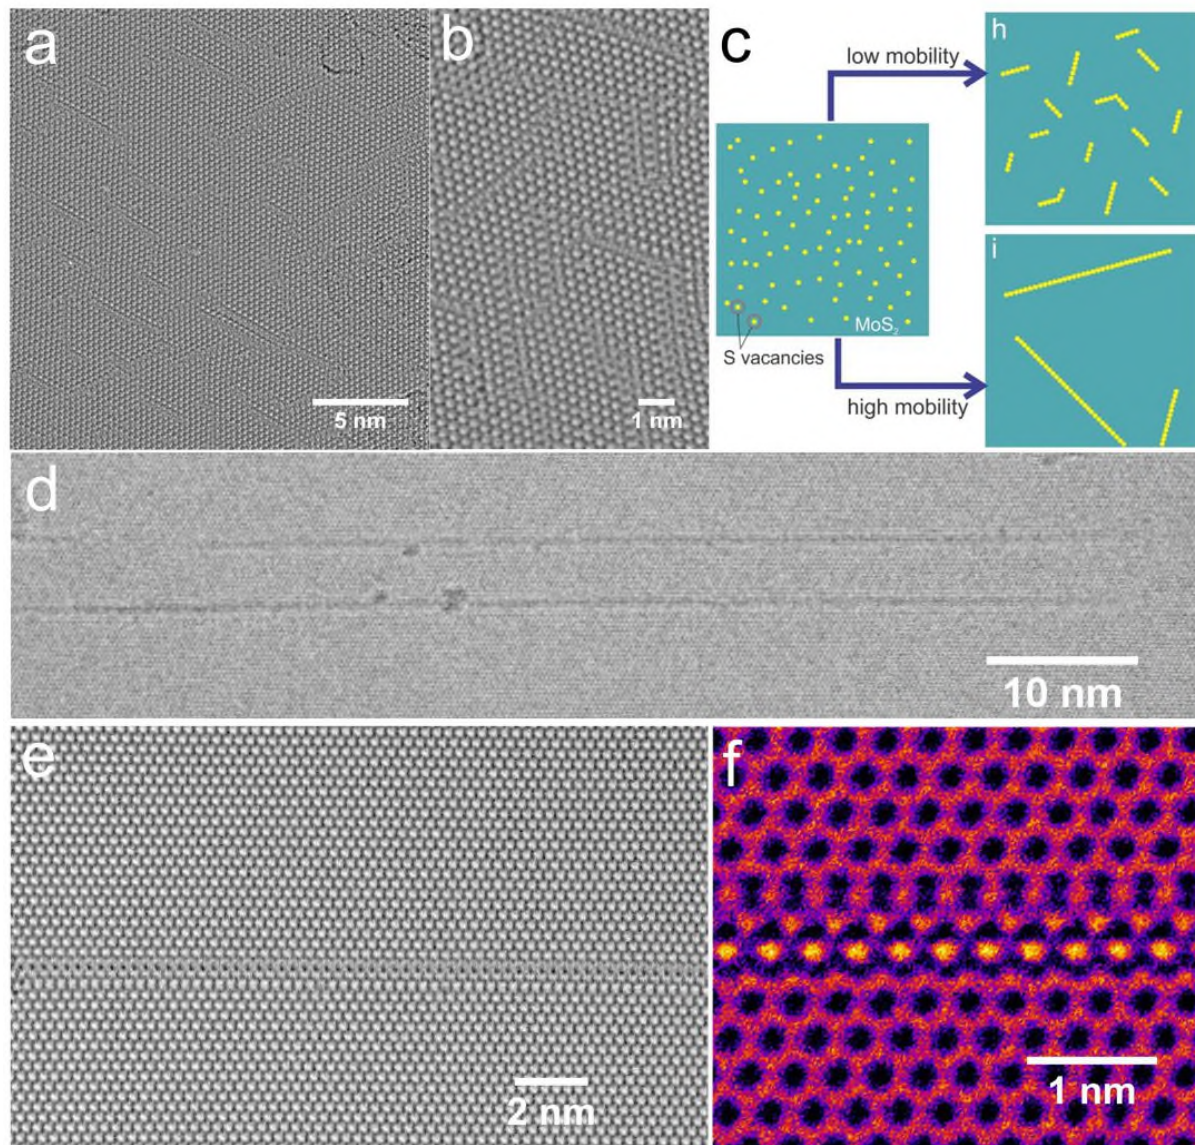 a
5 nm
b
1 nm
c
low mobility
h
MoS₂
S vacancies
high mobility
i
d
10 nm
e
2 nm
f
1 nm